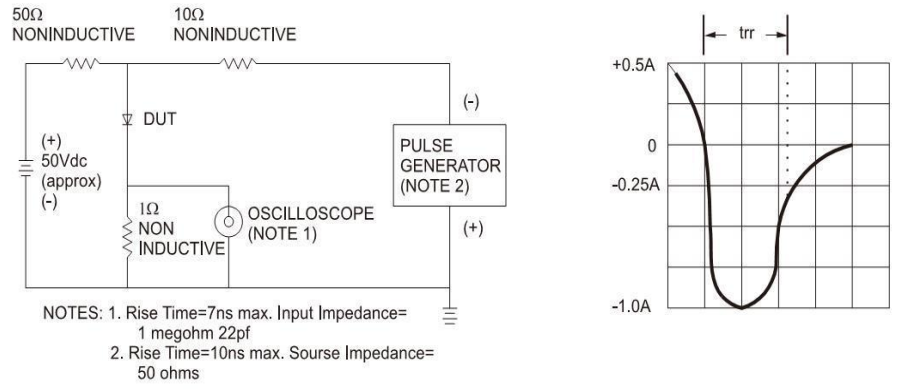 50Ω
NONINDUCTIVE
10Ω
NONINDUCTIVE
DUT
(+)
50Vdc
(approx)
(-)
1Ω
NON
INDUCTIVE
OSCILLOSCOPE
(NOTE 1)
(-)
PULSE
GENERATOR
(NOTE 2)
(+)
NOTES: 1. Rise Time=7ns max. Input Impedance=
1 megohm 22pf
2. Rise Time=10ns max. Sourse Impedance=
50 ohms
trr
+0.5A
0
-0.25A
-1.0A